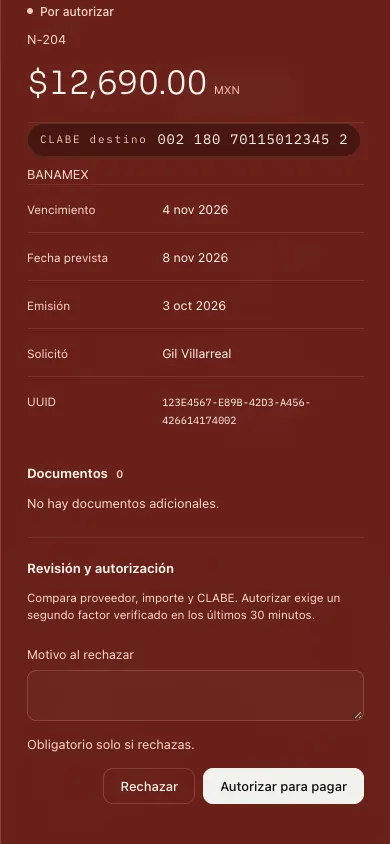 Por autorizar
N-204
$12,690.00 MXN
CLABE destino 002 180 70115012345 2
BANAMEX
Vencimiento 4 nov 2026
Fecha prevista 8 nov 2026
Emisión 3 oct 2026
Solicitó Gil Villarreal
UUID 123E4567-E89B-42D3-A456-
426614174002
Documentos 0
No hay documentos adicionales.
Revisión y autorización
Compara proveedor, importe y CLABE. Autorizar exige un
segundo factor verificado en los últimos 30 minutos.
Motivo al rechazar
Obligatorio solo si rechazas.
Rechazar Autorizar para pagar